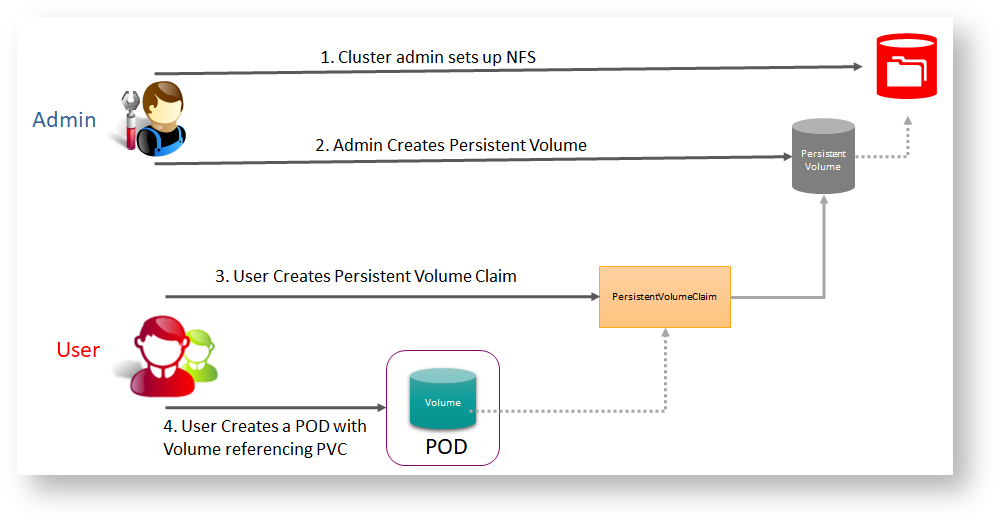 1. Cluster admin sets up NFS
Admin
2. Admin Creates Persistent Volume
Persistent
Volume
3. User Creates Persistent Volume Claim
PersistentVolumeClaim
User
Volume
POD
4. User Creates a POD with
Volume referencing PVC